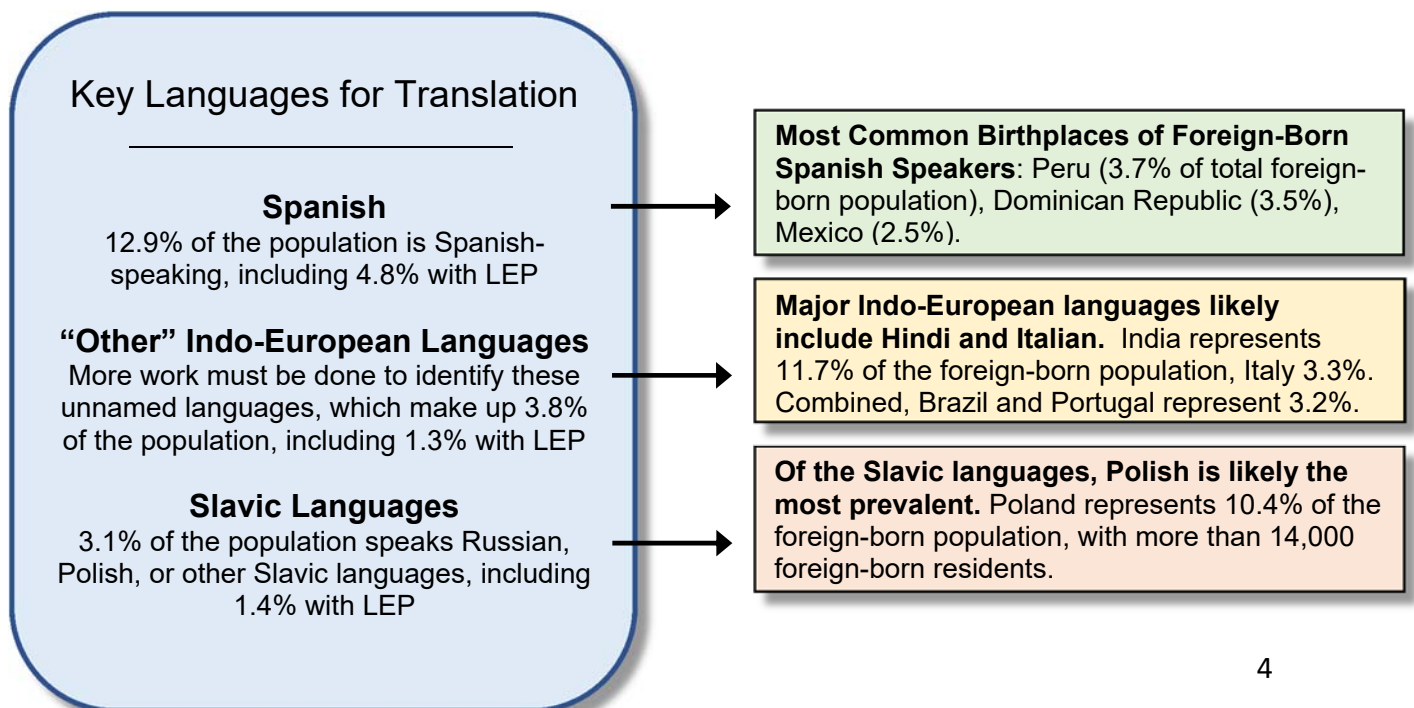 Key Languages for Translation
Spanish
12.9% of the population is Spanish-
speaking, including 4.8% with LEP
“Other” Indo-European Languages
More work must be done to identify these
unnamed languages, which make up 3.8%
of the population, including 1.3% with LEP
Slavic Languages
3.1% of the population speaks Russian,
Polish, or other Slavic languages, including
1.4% with LEP
Most Common Birthplaces of Foreign-Born
Spanish Speakers: Peru (3.7% of total foreign-
born population), Dominican Republic (3.5%),
Mexico (2.5%).
Major Indo-European languages likely
include Hindi and Italian. India represents
11.7% of the foreign-born population, Italy 3.3%.
Combined, Brazil and Portugal represent 3.2%.
Of the Slavic languages, Polish is likely the
most prevalent. Poland represents 10.4% of the
foreign-born population, with more than 14,000
foreign-born residents.
4